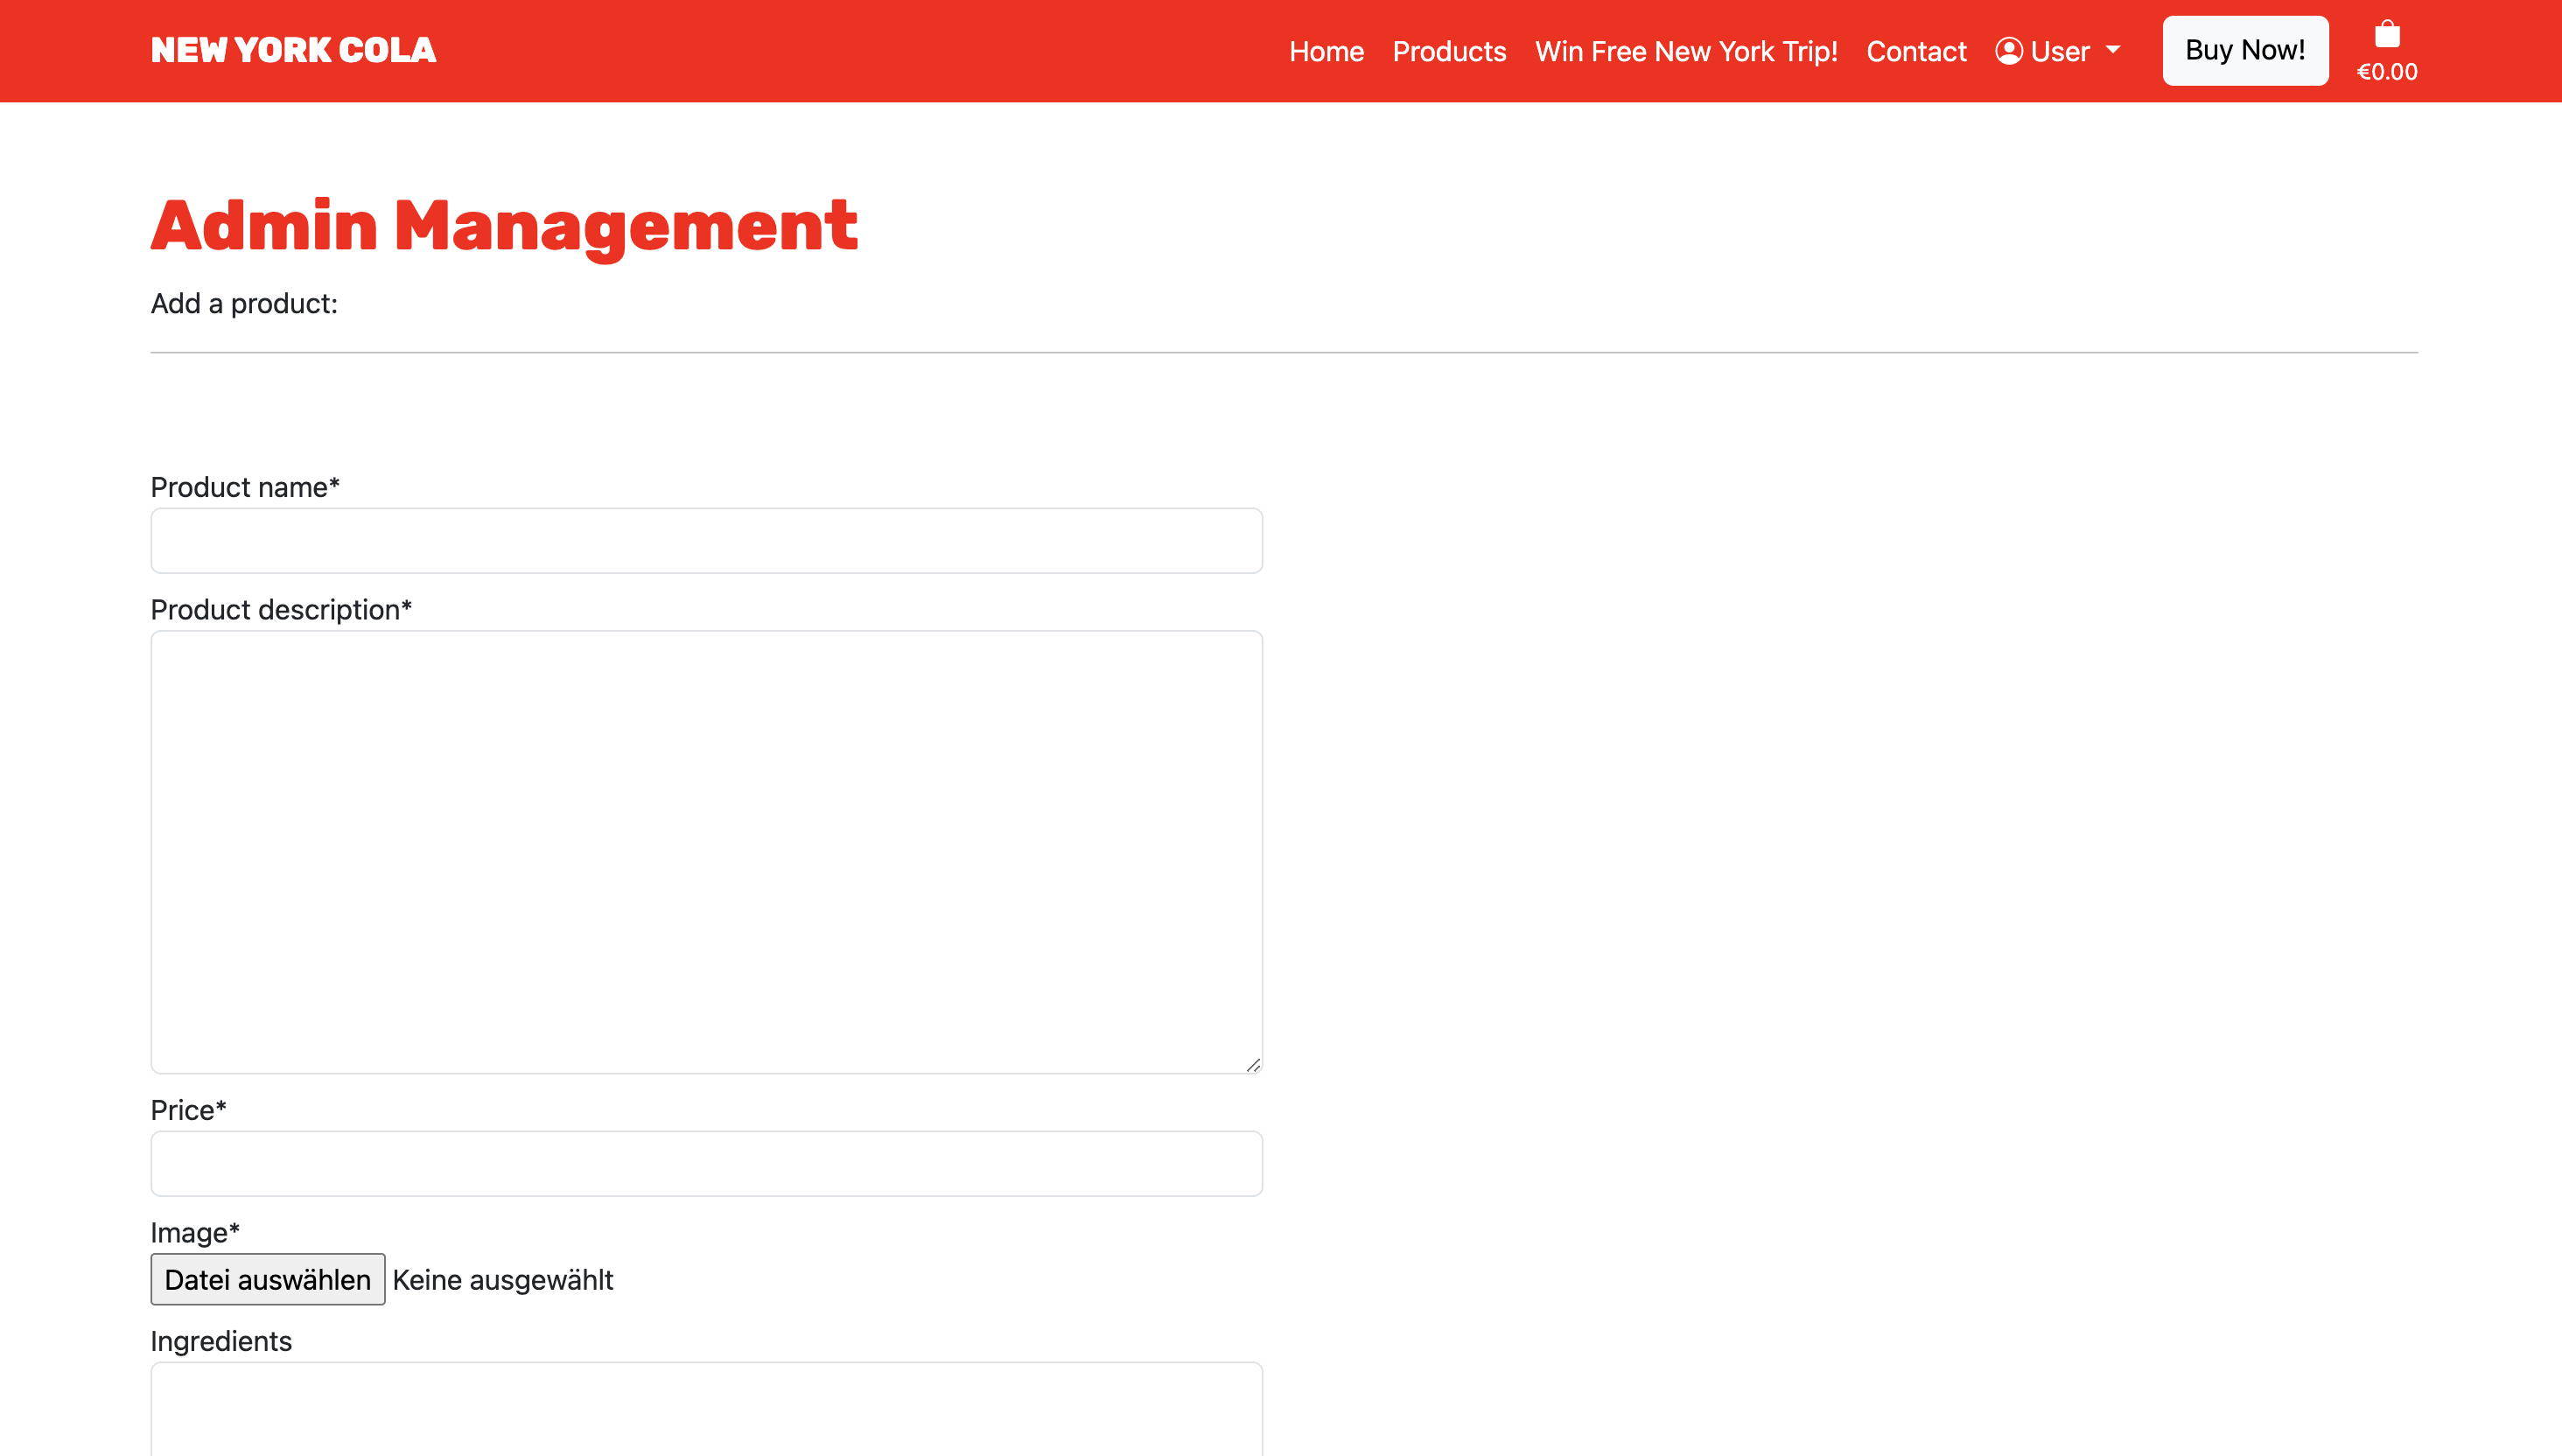 NEW YORK COLA
Home Products Win Free New York Trip! Contact User Buy Now! €0.00
Admin Management
Add a product:
Product name*
Product description*
Price*
Image*
Datei auswählen Keine ausgewählt
Ingredients